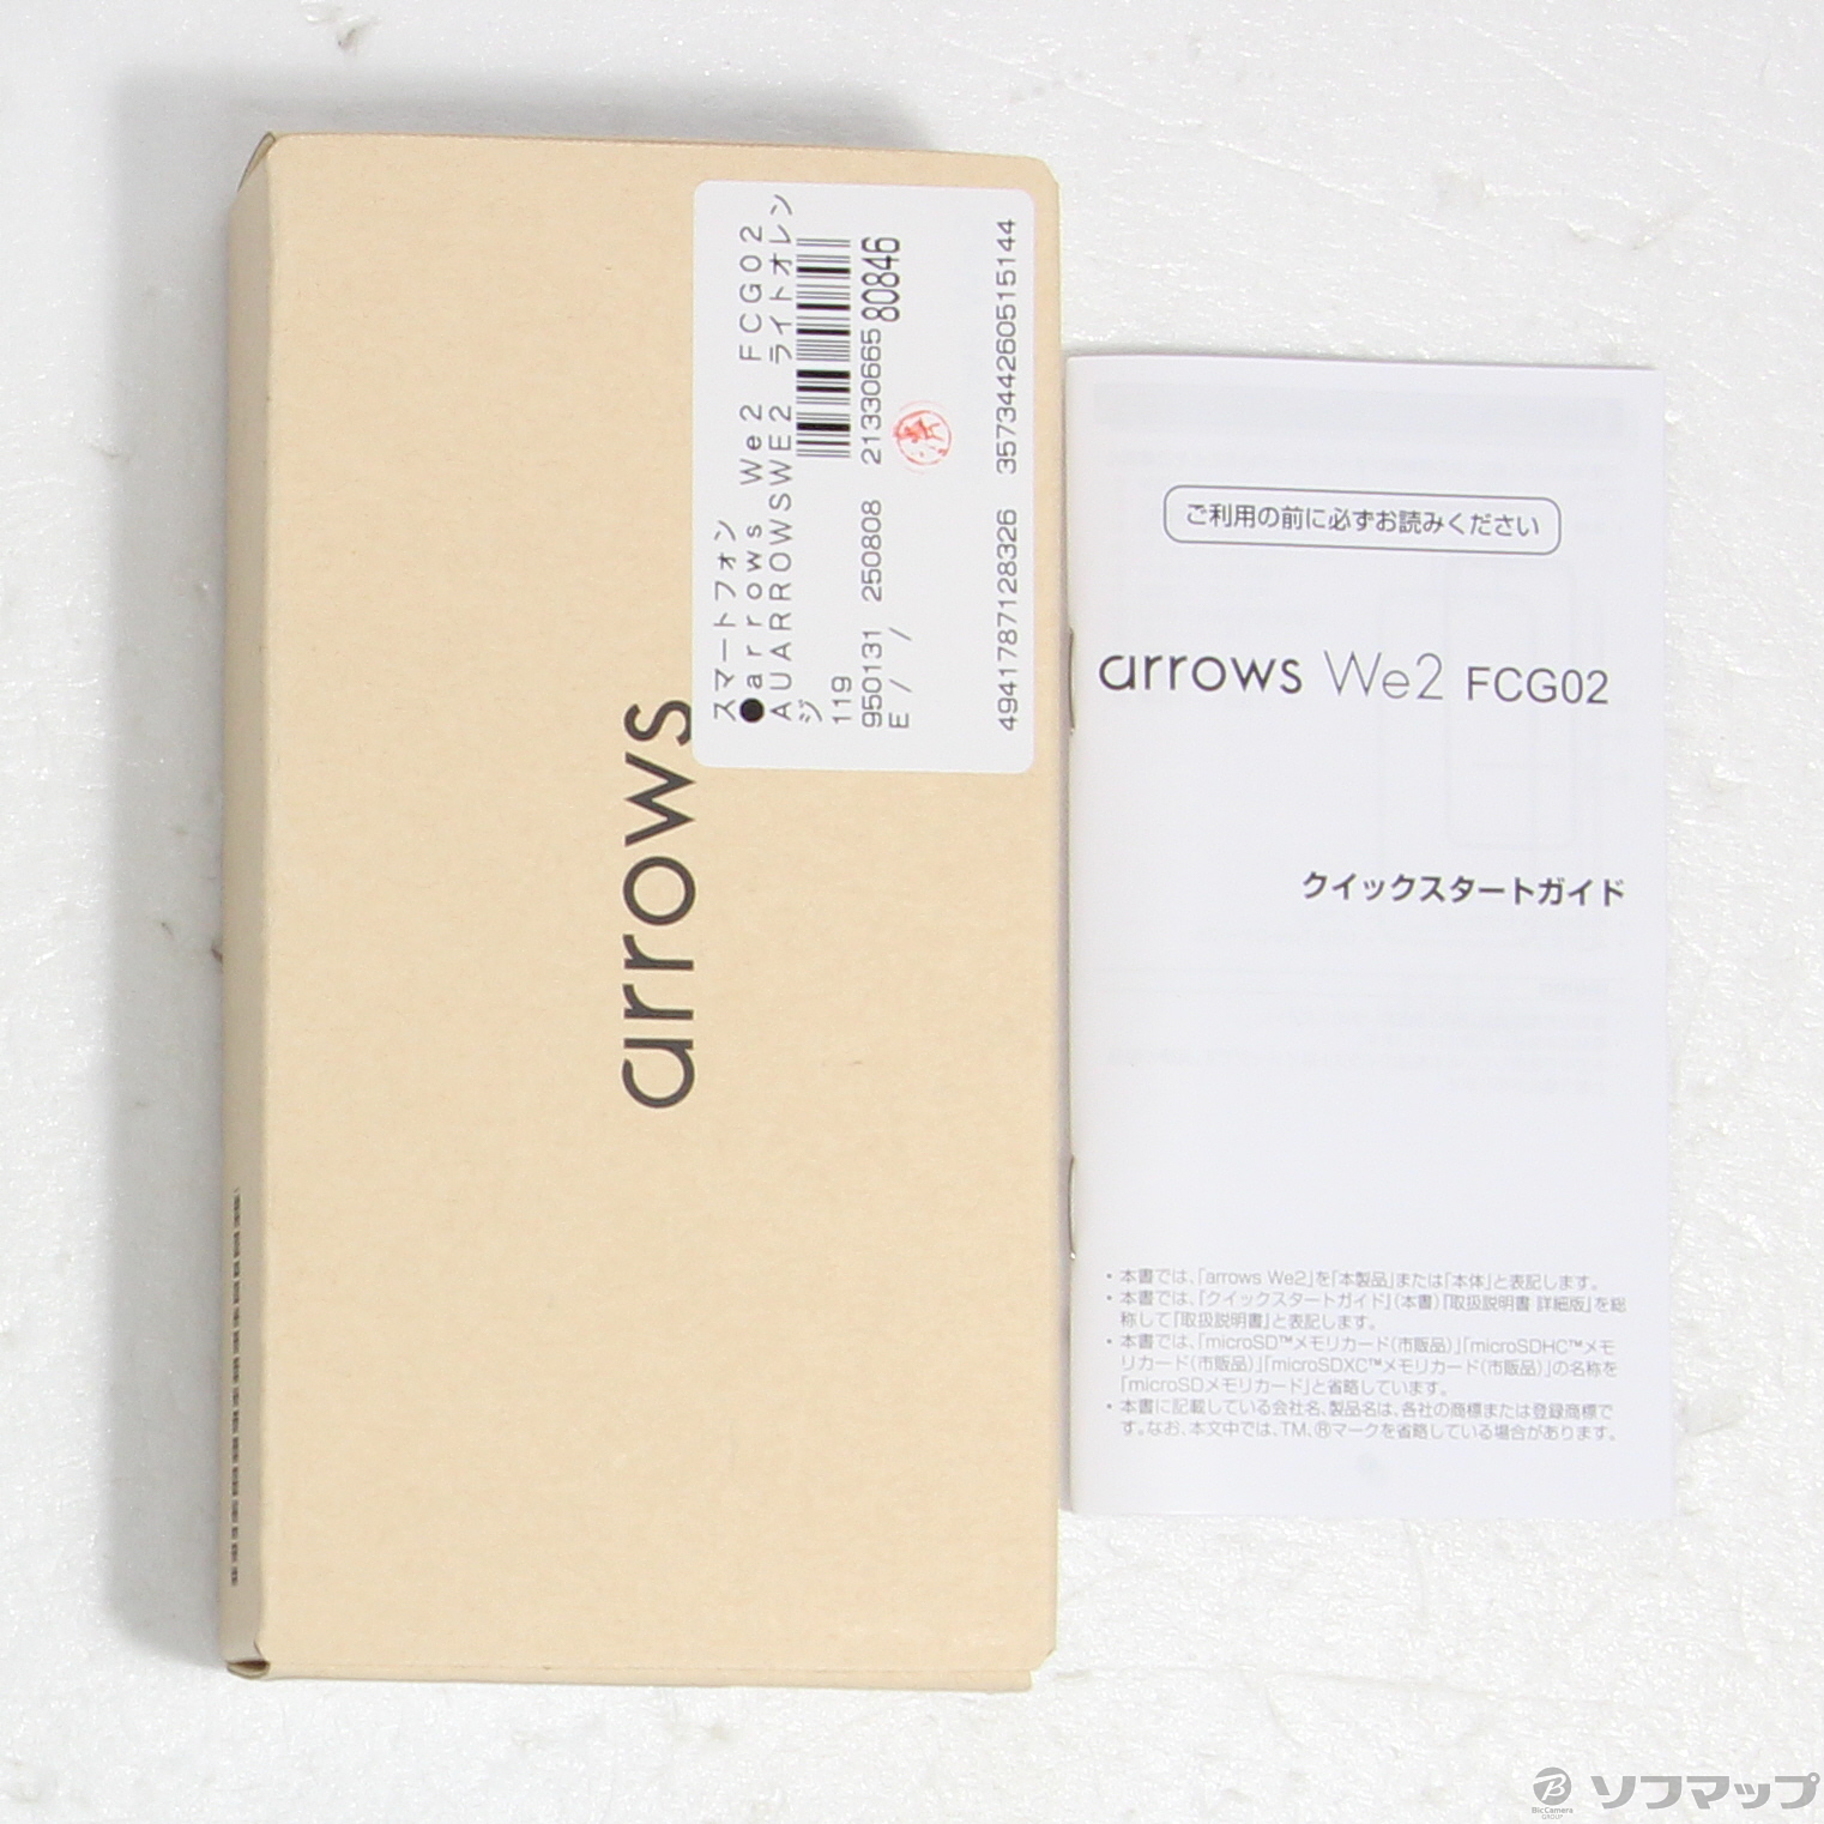 arrows
スマートフォン
●arrows We2 FCG02
AUARROWSWE2 ライトオレン
ジ
119
950131 250808 21330665 80846
E / /
4941787128326 357344260515144
ご利用の前に必ずお読みください
arrows We2 FCG02
クイックスタートガイド
・本書では、「arrows We2」を「本製品」または「本体」と表記します。
・本書では、『クイックスタートガイド』(本書)『取扱説明書 詳細版』を総
称して『取扱説明書』と表記します。
・本書では、「microSD™メモリカード(市販品)」「microSDHC™メモ
リカード(市販品)」「microSDXC™メモリカード(市販品)」の名称を
「microSDメモリカード」と省略しています。
・本書に記載している会社名、製品名は、各社の商標または登録商標で
す。なお、本文中では、TM、®マークを省略している場合があります。
B
BicCamera
GROUP
ソフマップ